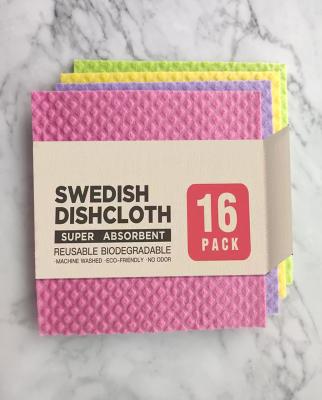 SWEDISH
DISHCLOTH
SUPER ABSORBENT
REUSABLE BIODEGRADABLE
·MACHINE WASHED ·ECO-FRIENDLY ·NO ODOR
16
PACK